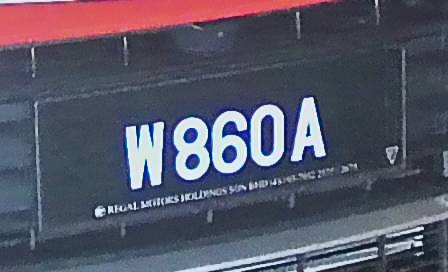 W860A
REGAL MOTORS HOLDINGS SDN BHD